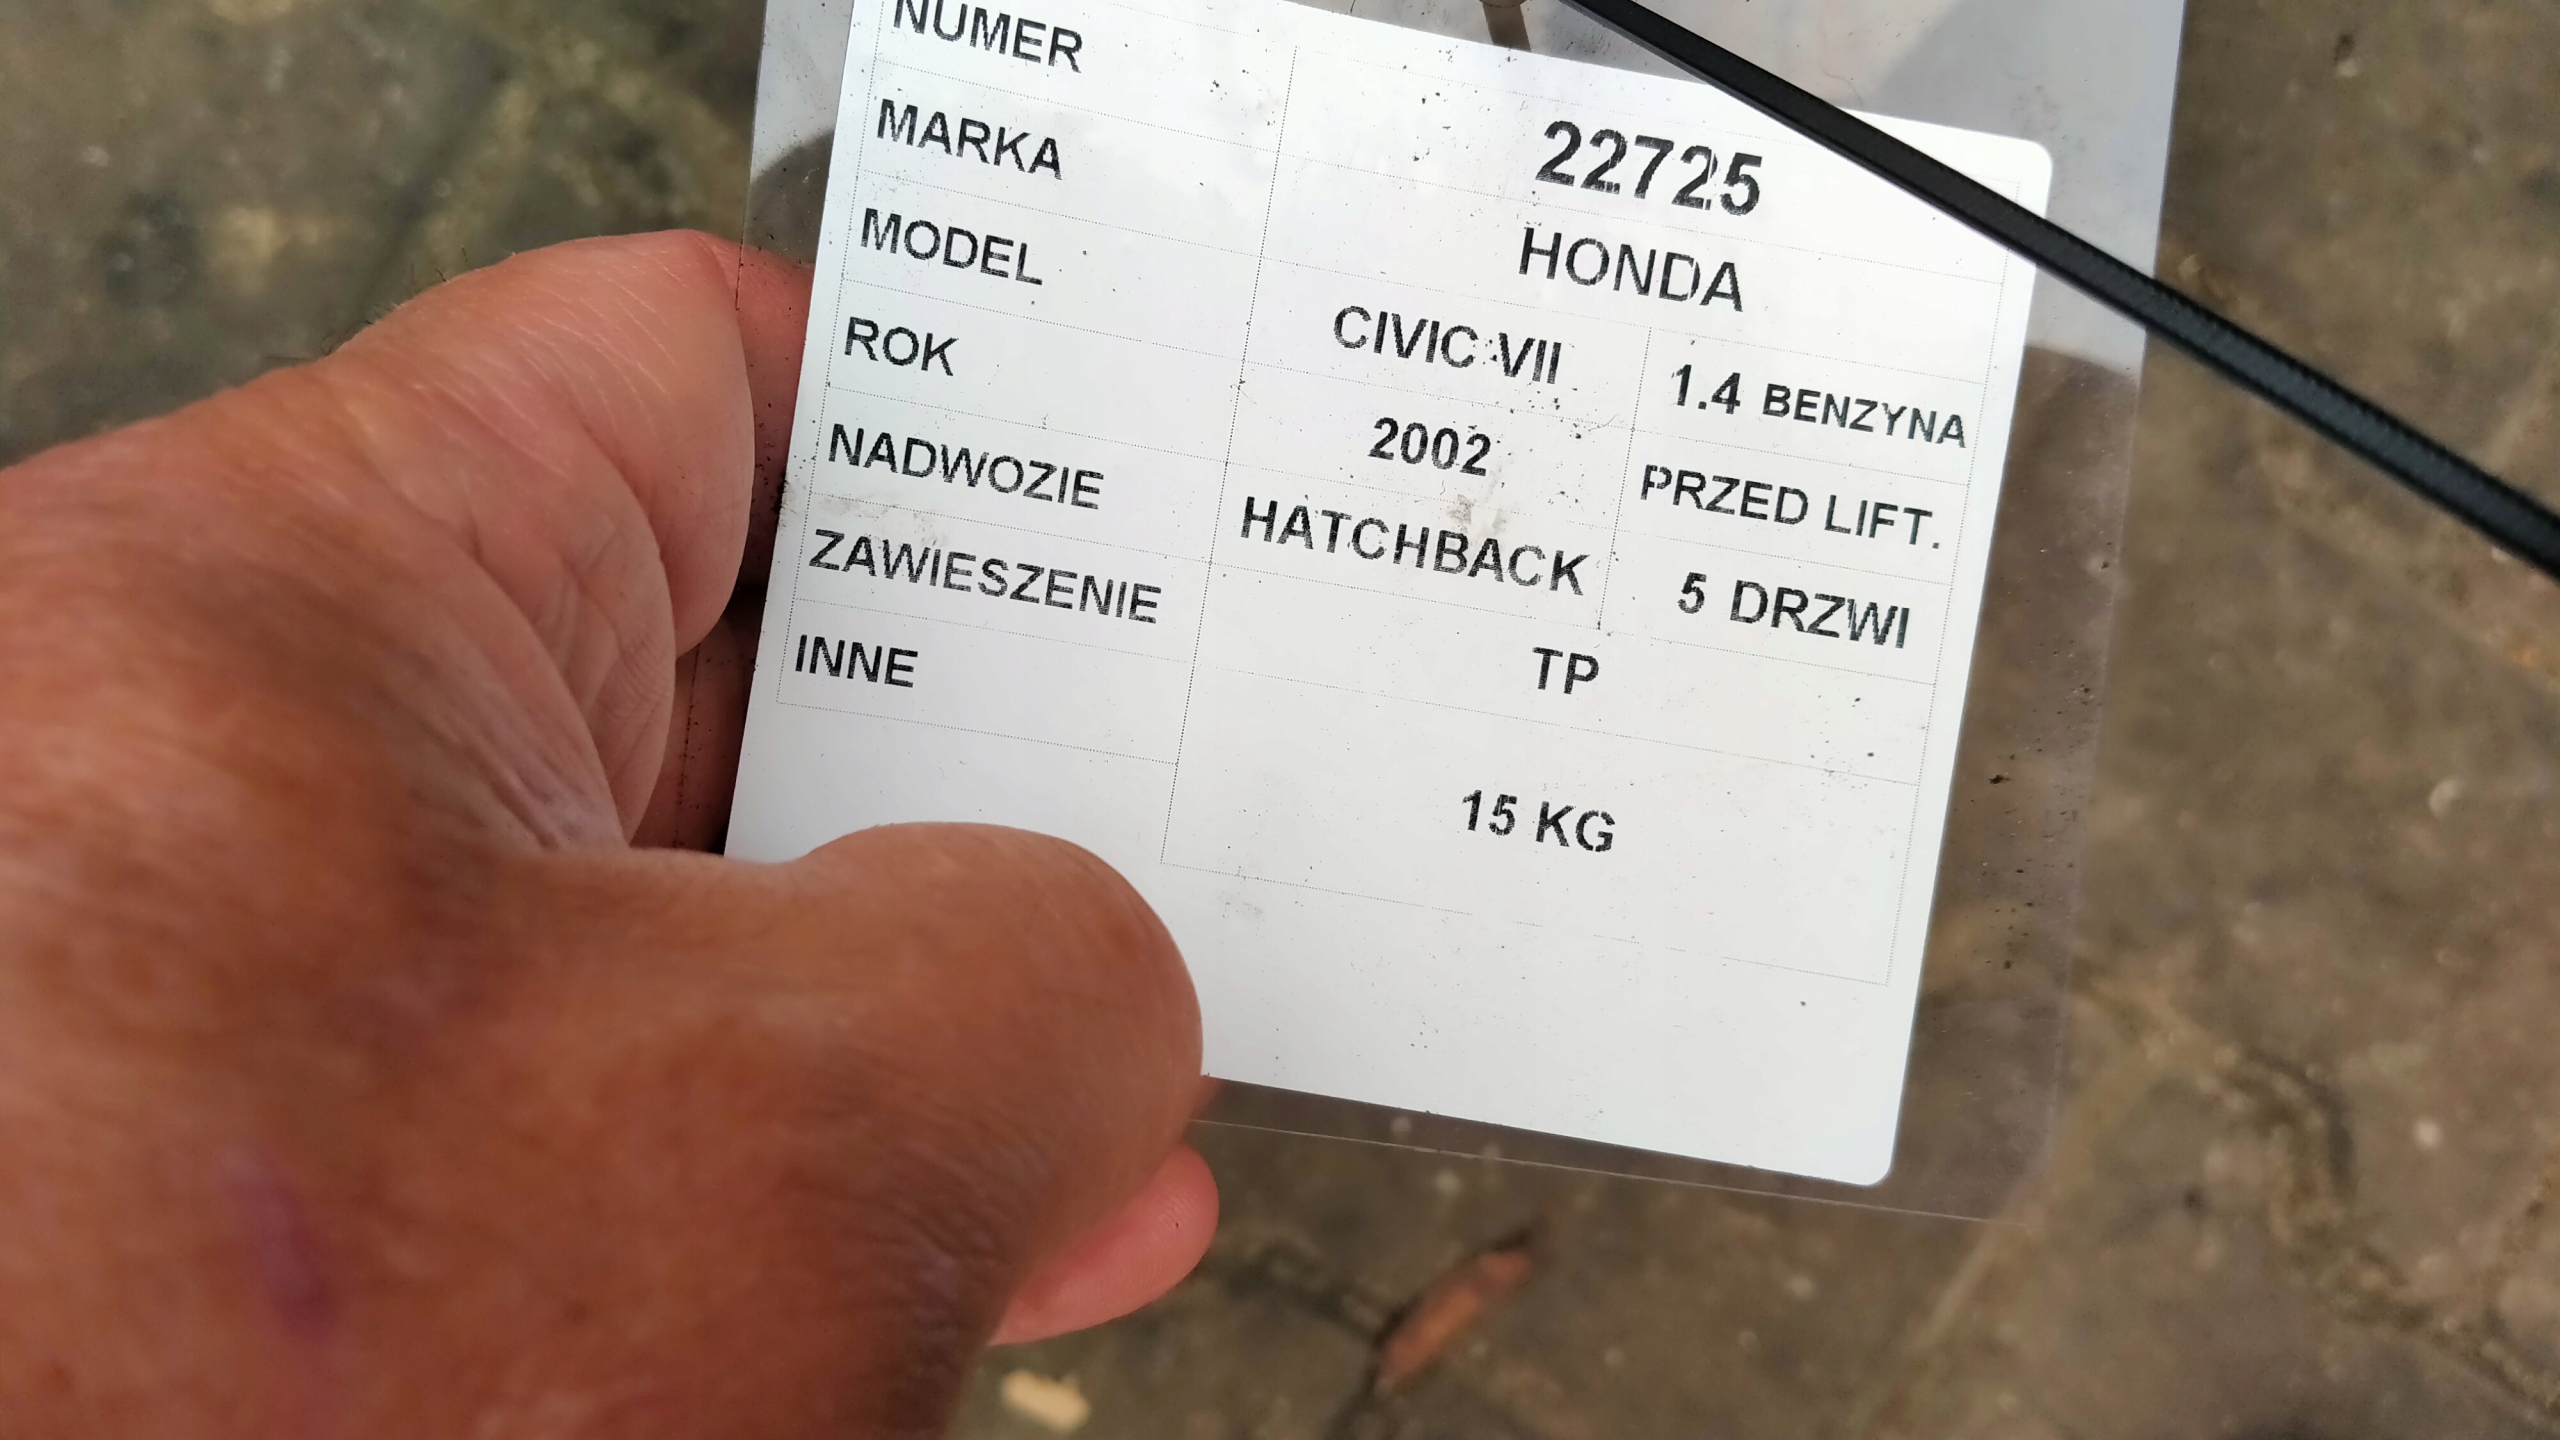 NUMER 22725
MARKA HONDA
MODEL CIVIC VII 1.4 BENZYNA
ROK 2002 PRZED LIFT.
NADWOZIE HATCHBACK 5 DRZWI
ZAWIESZENIE TP
INNE 15 KG